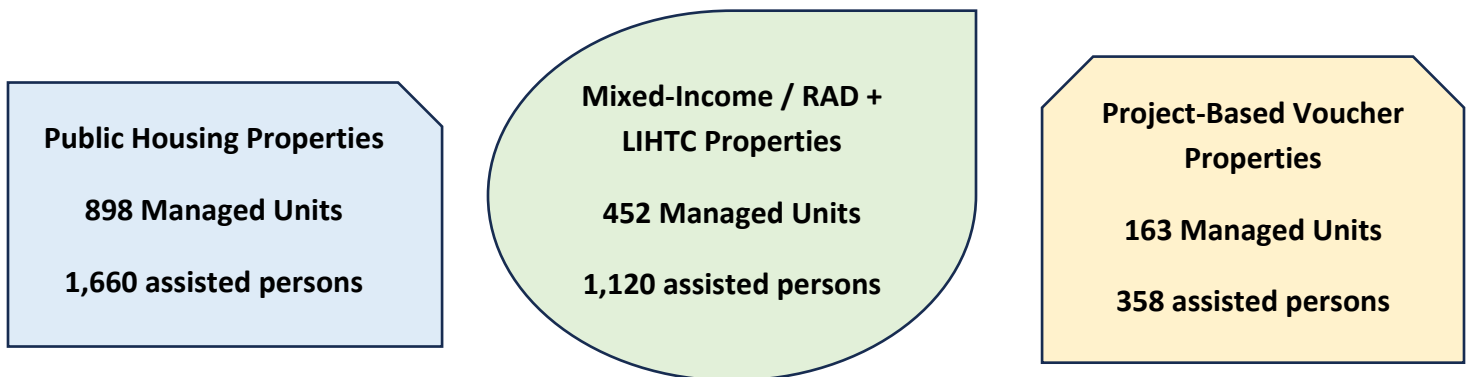 Public Housing Properties
898 Managed Units
1,660 assisted persons
Mixed-Income / RAD +
LIHTC Properties
452 Managed Units
1,120 assisted persons
Project-Based Voucher
Properties
163 Managed Units
358 assisted persons